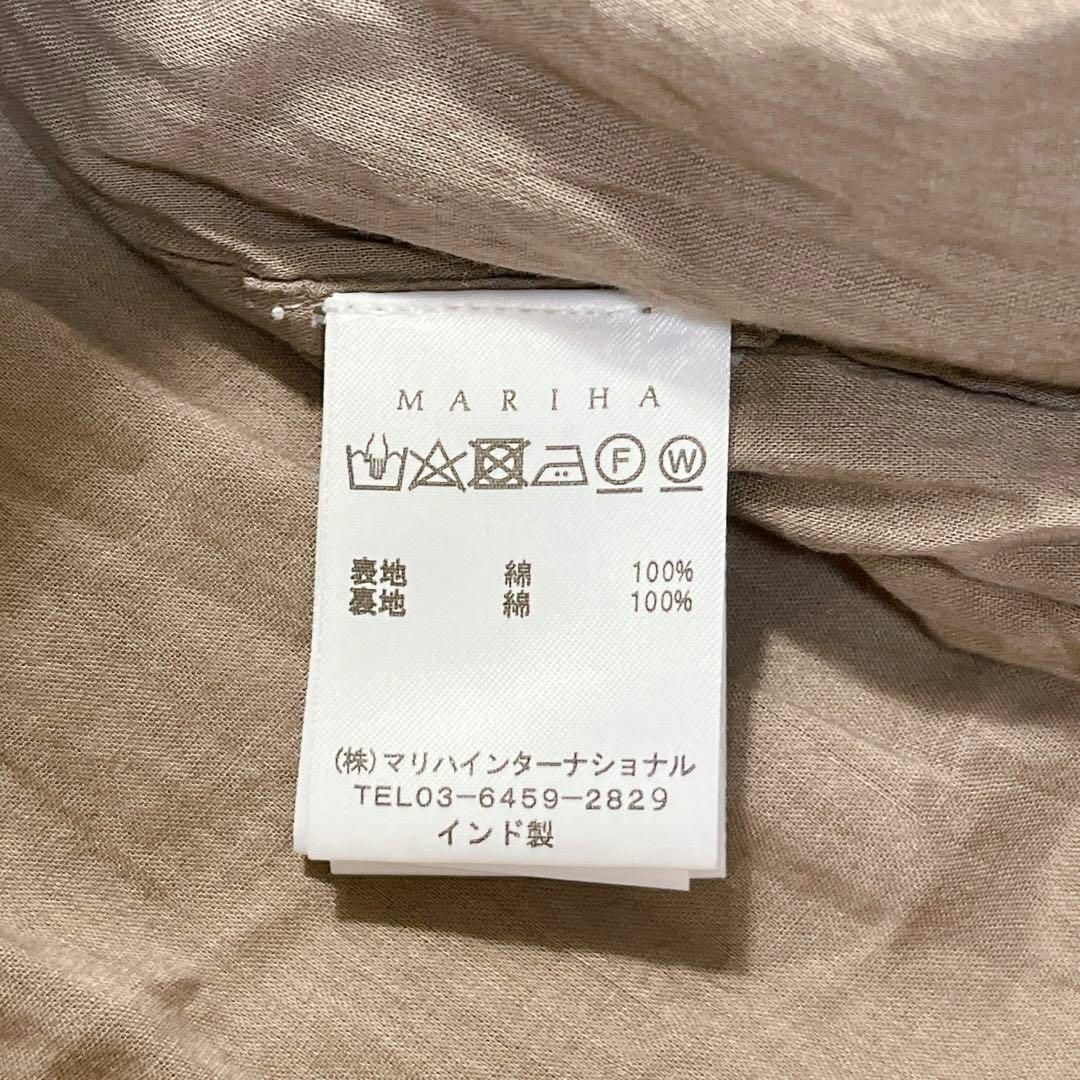 MARIHA
F W
表地 綿 100%
裏地 綿 100%
(株)マリハインターナショナル
TEL03-6459-2829
インド製